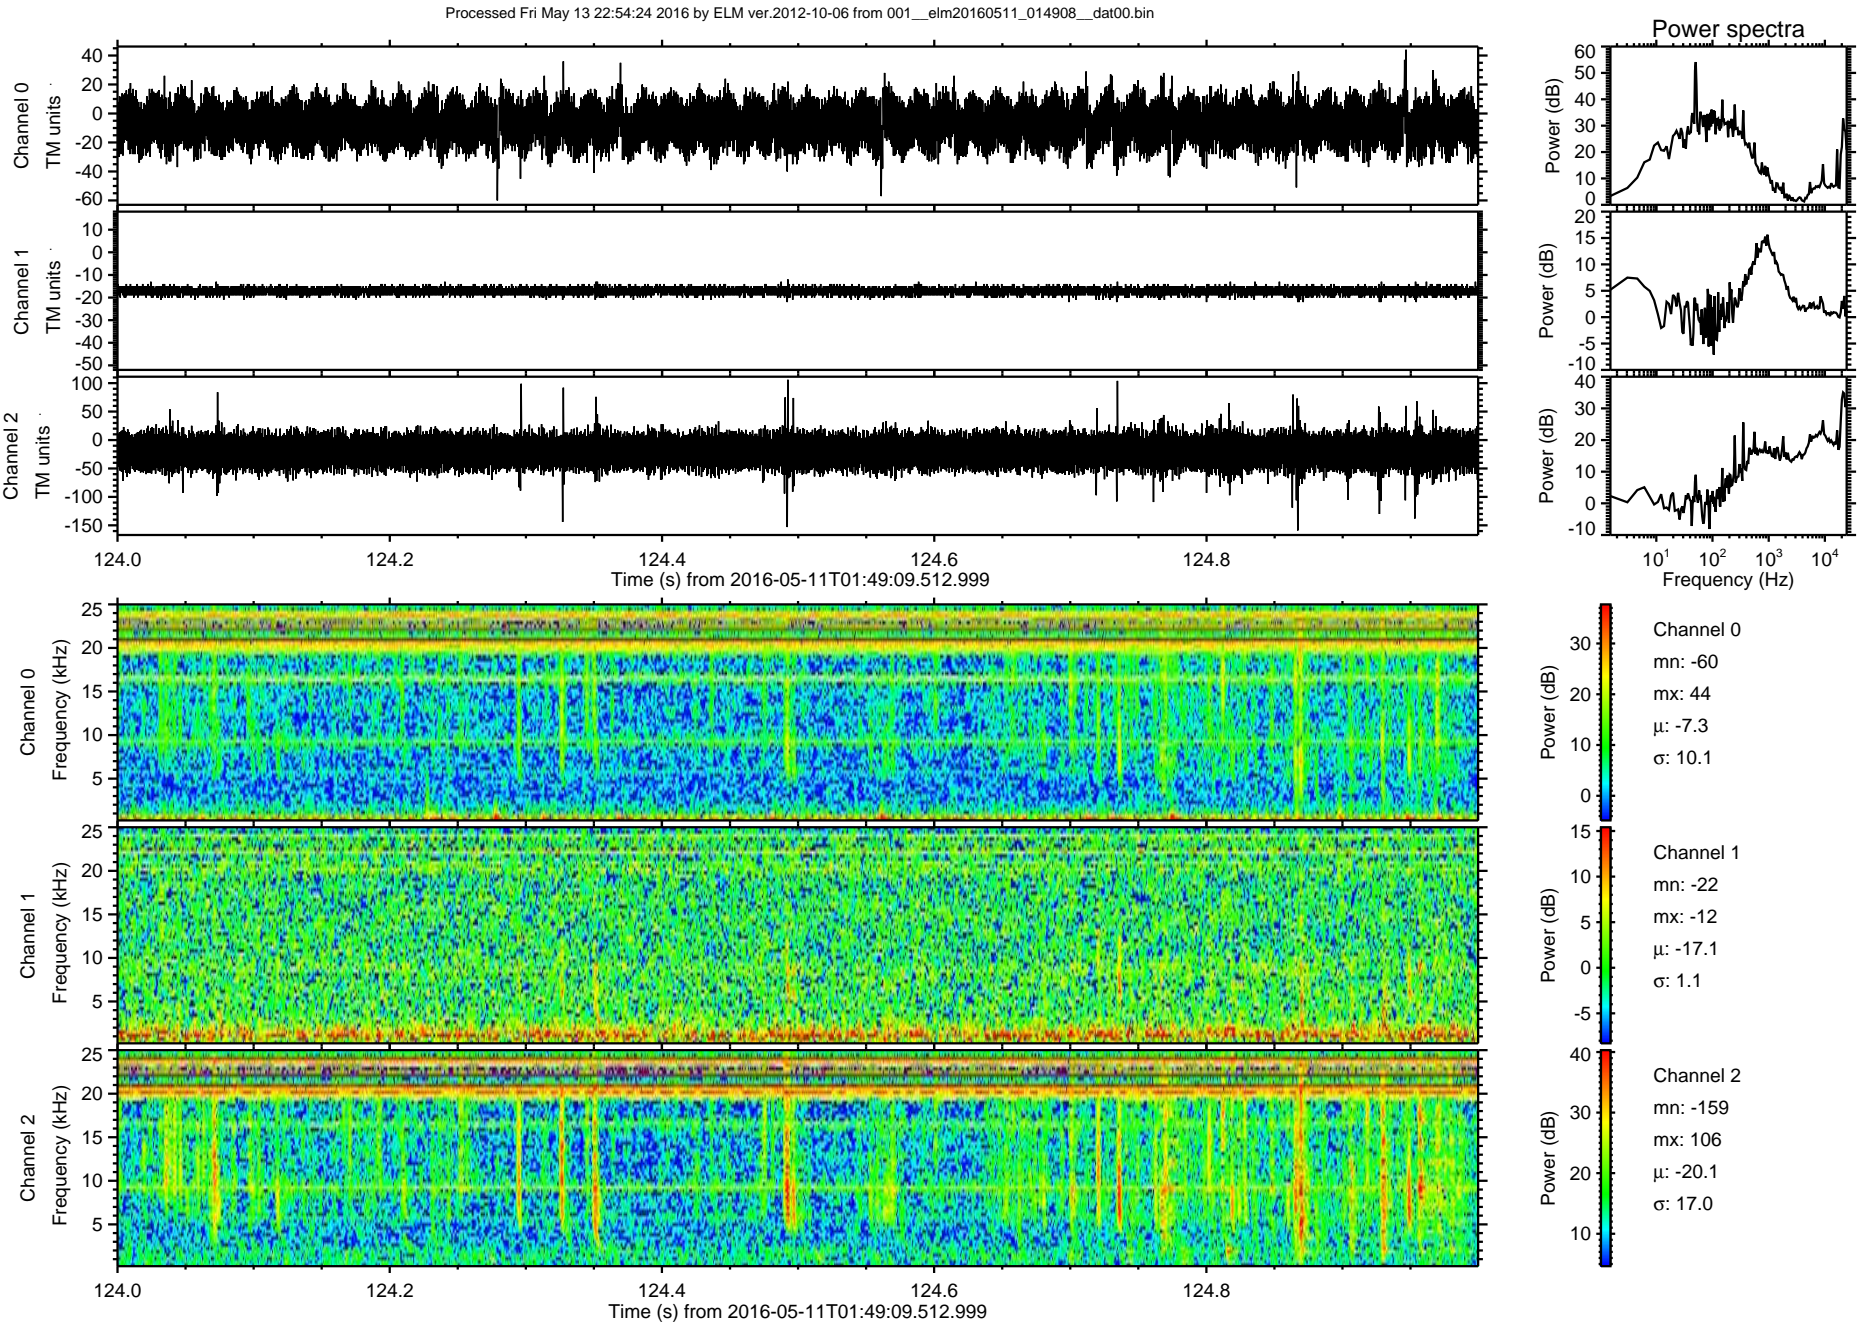 Processed Fri May 13 22:54:24 2016 by ELM ver.2012-10-06 from 001__elm20160511_014908__dat00.bin
Power spectra
Channel 0
TM units
40
20
0
-20
-40
-60
Power (dB)
60
50
40
30
20
10
0
Channel 1
TM units
10
0
-10
-20
-30
-40
-50
Power (dB)
20
15
10
5
0
-5
-10
Channel 2
TM units
100
50
0
-50
-100
-150
Power (dB)
40
30
20
10
0
-10
124.0 124.2 124.4 124.6 124.8
Time (s) from 2016-05-11T01:49:09.512.999
10^1 10^2 10^3 10^4
Frequency (Hz)
Channel 0
Frequency (kHz)
25
20
15
10
5
Power (dB)
30
20
10
0
Channel 0
mn: -60
mx: 44
µ: -7.3
σ: 10.1
Channel 1
Frequency (kHz)
25
20
15
10
5
Power (dB)
15
10
5
0
-5
Channel 1
mn: -22
mx: -12
µ: -17.1
σ: 1.1
Channel 2
Frequency (kHz)
25
20
15
10
5
Power (dB)
40
30
20
10
Channel 2
mn: -159
mx: 106
µ: -20.1
σ: 17.0
124.0 124.2 124.4 124.6 124.8
Time (s) from 2016-05-11T01:49:09.512.999